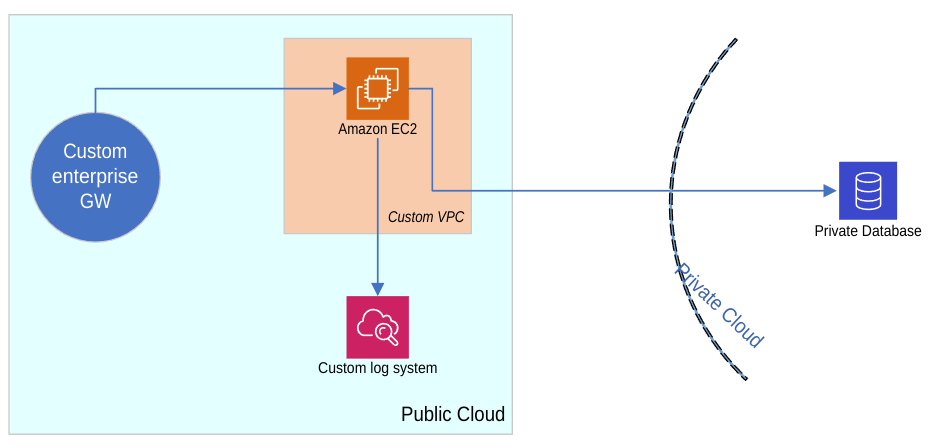 Amazon EC2
Custom
enterprise
GW
Custom VPC
Private Database
Private Cloud
Custom log system
Public Cloud